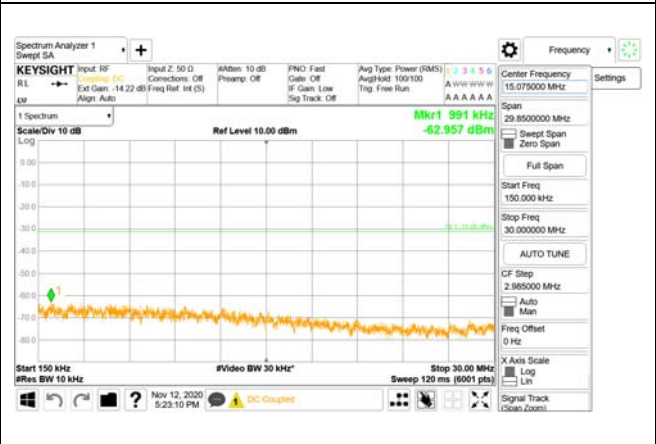 Spectrum Analyzer 1
Swept SA
Frequency
KEYSIGHT
RL
Input: RF
Coupling: DC
Ext Gain: -14.22 dB
Align: Auto
Input Z: 50 Ω
Corrections: Off
Freq Ref: Int (S)
#Atten: 10 dB
Preamp: Off
PNO: Fast
Gate: Off
IF Gain: Low
Sig Track: Off
Avg Type: Power (RMS)
Avg|Hold: 100/100
Trig: Free Run
1 2 3 4 5 6
A W W W W W
A A A A A A
Center Frequency
15.075000 MHz
Settings
1 Spectrum
Scale/Div 10 dB
Ref Level 10.00 dBm
Mkr1 991 kHz
-62.957 dBm
Log
0.00
-10.0
-20.0
-30.0
-40.0
-50.0
-60.0
-70.0
-80.0
1
Span
29.8500000 MHz
Swept Span
Zero Span
Full Span
Start Freq
150.000 kHz
Stop Freq
30.000000 MHz
AUTO TUNE
CF Step
2.985000 MHz
Auto
Man
Freq Offset
0 Hz
X Axis Scale
Log
Lin
Signal Track
(Span Zoom)
Start 150 kHz
#Res BW 10 kHz
#Video BW 30 kHz*
Stop 30.00 MHz
Sweep 120 ms (6001 pts)
?
Nov 12, 2020
5:23:10 PM
1
DC Coupled